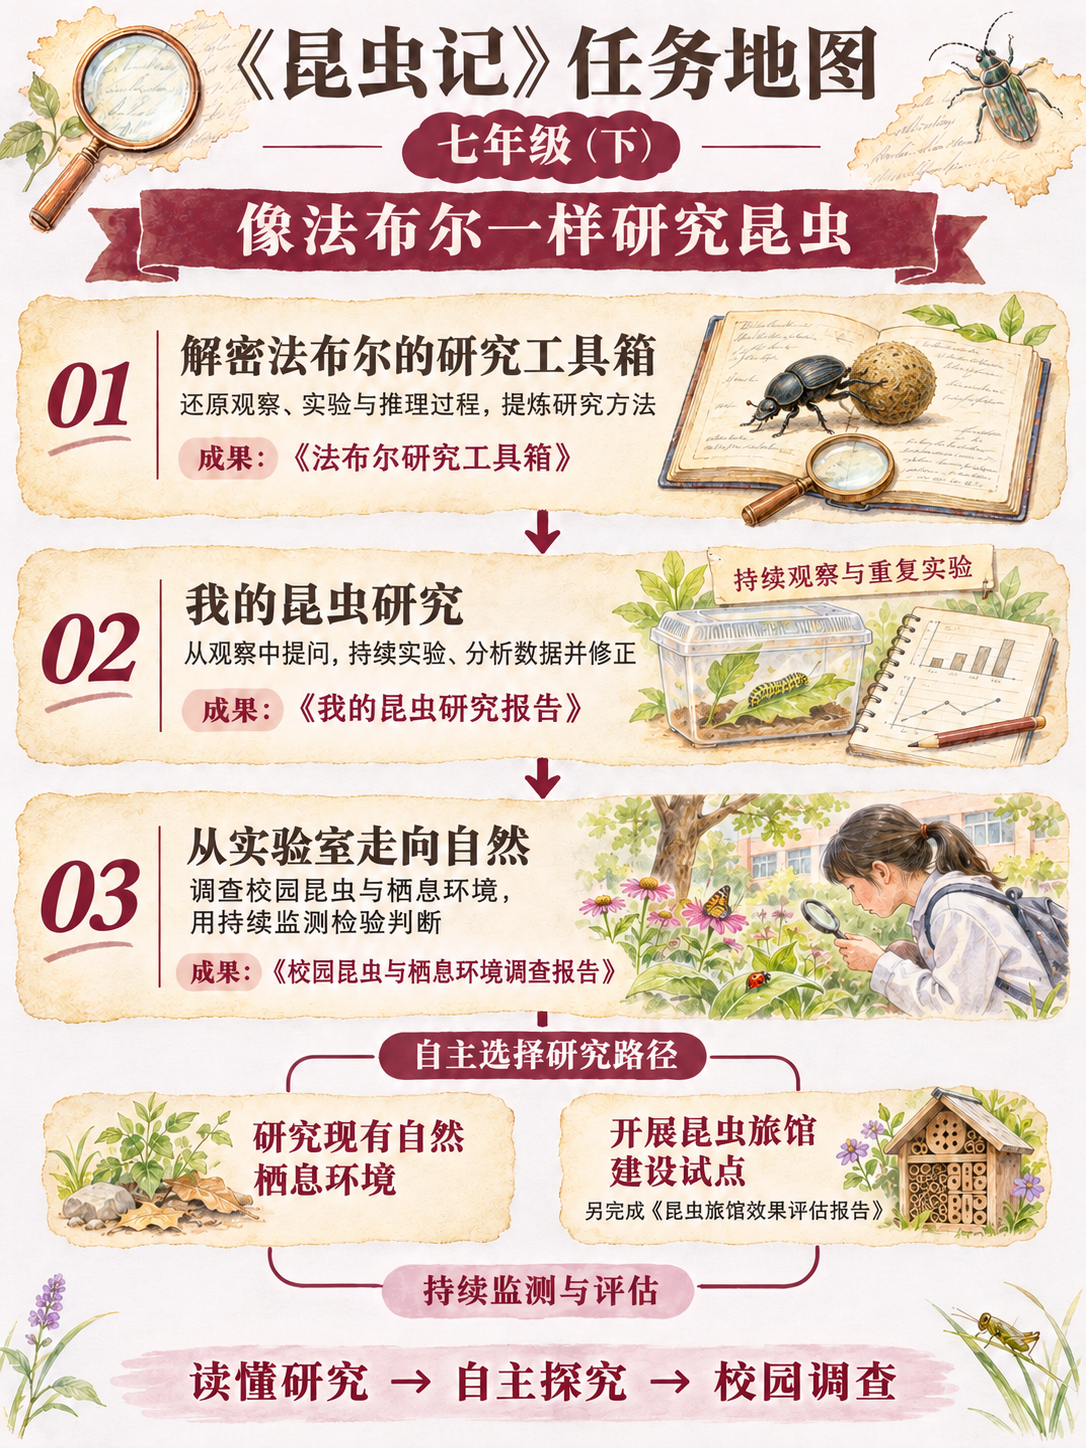 《昆虫记》任务地图
七年级（下）
像法布尔一样研究昆虫
01
解密法布尔的研究工具箱
还原观察、实验与推理过程，提炼研究方法
成果：《法布尔研究工具箱》
02
我的昆虫研究
从观察中提问，持续实验、分析数据并修正
成果：《我的昆虫研究报告》
持续观察与重复实验
03
从实验室走向自然
调查校园昆虫与栖息环境，
用持续监测检验判断
成果：《校园昆虫与栖息环境调查报告》
自主选择研究路径
研究现有自然
栖息环境
开展昆虫旅馆
建设试点
另完成《昆虫旅馆效果评估报告》
持续监测与评估
读懂研究 → 自主探究 → 校园调查